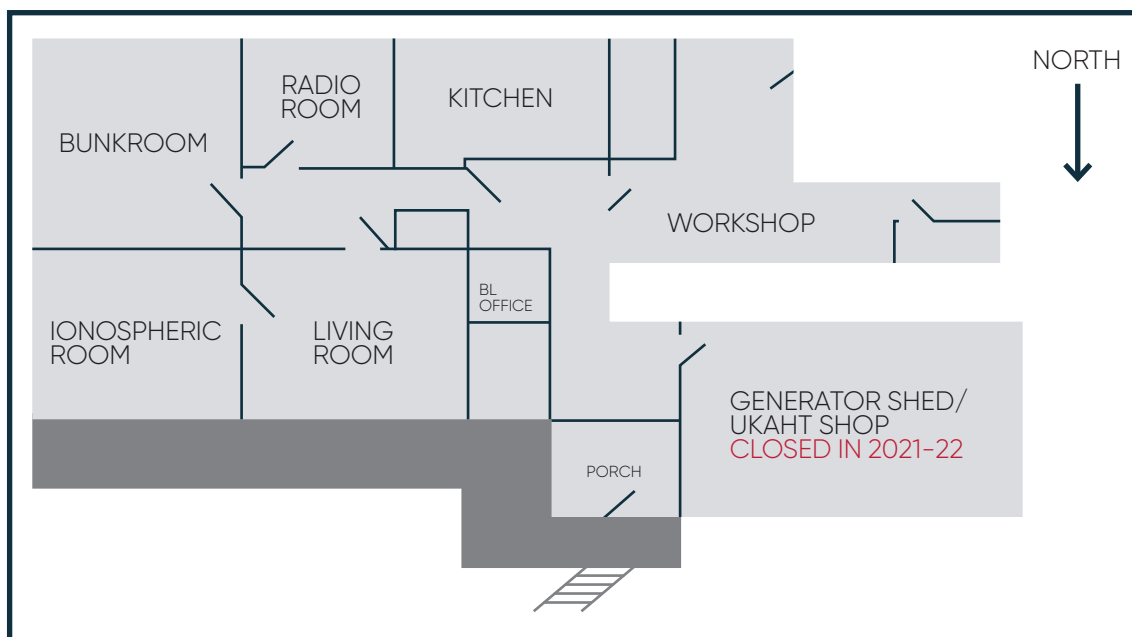 NORTH
RADIO
ROOM
KITCHEN
BUNKROOM
WORKSHOP
BL
OFFICE
IONOSPHERIC
ROOM
LIVING
ROOM
GENERATOR SHED/
UKAHT SHOP
CLOSED IN 2021-22
PORCH